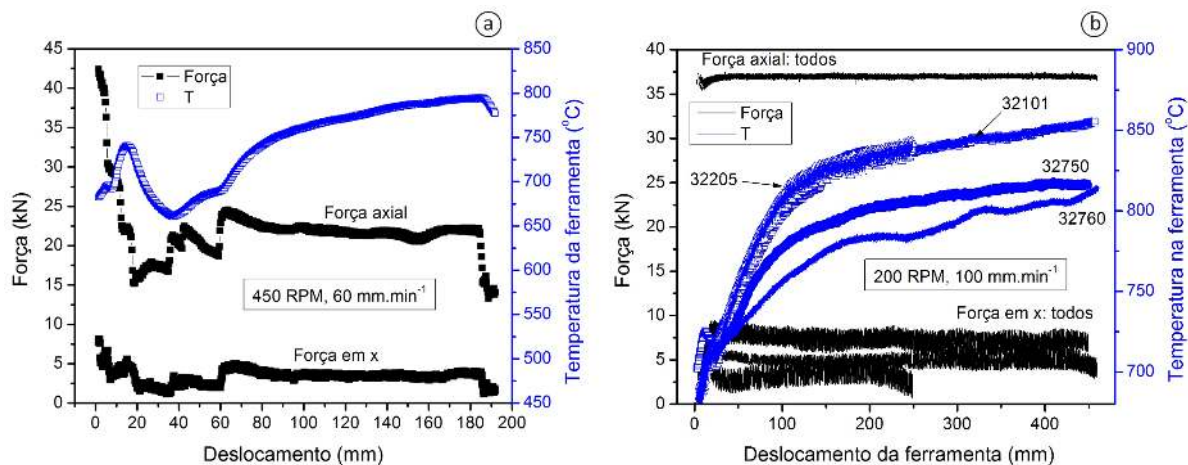 a
Força (kN)
45
40
35
30
25
20
15
10
5
0
Força
T
Força axial
450 RPM, 60 mm.min-1
Força em x
0 20 40 60 80 100 120 140 160 180 200
Deslocamento (mm)
850
800
750
700
650
600
550
500
450
Temperatura da ferramenta (°C)
b
Força (kN)
40
35
30
25
20
15
10
5
0
Força axial: todos
Força
T
32101
32205
32750
32760
200 RPM, 100 mm.min-1
Força em x: todos
0 100 200 300 400
Deslocamento da ferramenta (mm)
900
850
800
750
700
Temperatura na ferramenta (°C)